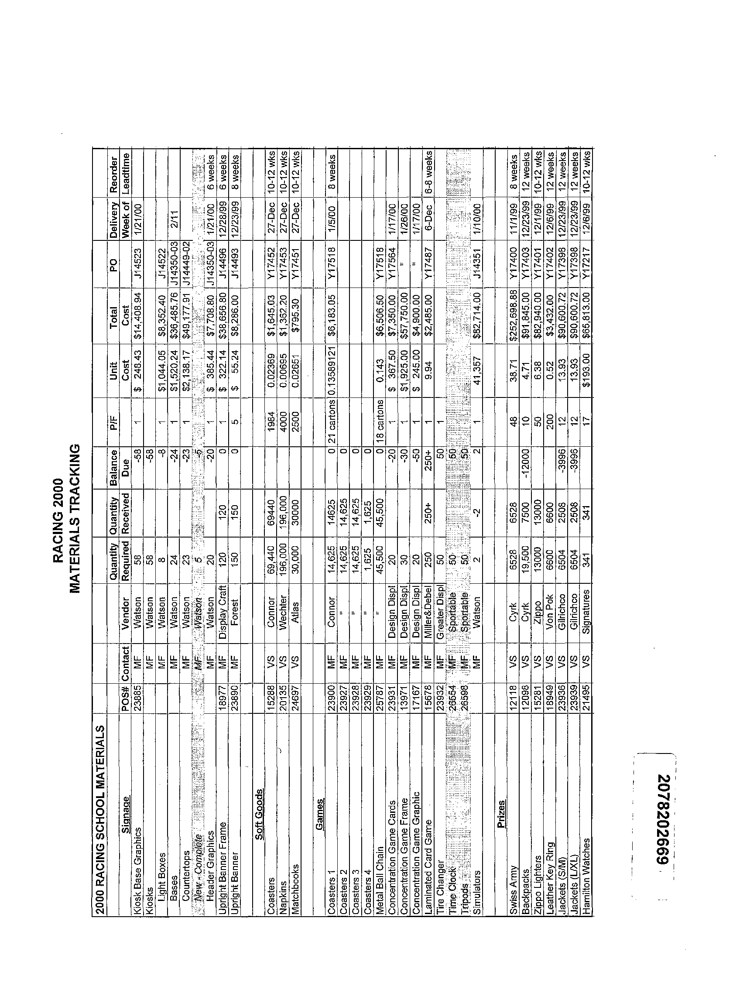 RACING 2000
MATERIALS TRACKING
2000 RACING SCHOOL MATERIALS
Signage POS# Contact Vendor Quantity Required Quantity Received Balance Due P/F Unit Cost Total Cost PO Delivery Week of Reorder Leadtime
Kiosk Base Graphics 23885 MF Watson 58 -58 1 $ 248.43 $14,408.94 J14523 1/21/00
Kiosks MF Watson 58 -58
Light Boxes MF Watson 8 -8 1 $1,044.05 $8,352.40 J14522
Bases MF Watson 24 -24 1 $1,520.24 $36,485.76 J14350-03 2/11
Countertops MF Watson 23 -23 1 $2,138.17 $49,177.91 J14449-02
New - Complete MF Watson 5
Header Graphics MF Watson 20 -20 1 $ 385.44 $7,708.80 J14350-03 1/21/00 6 weeks
Upright Banner Frame 18977 MF Display Craft 120 120 0 1 $ 322.14 $38,656.80 J14496 12/28/99 6 weeks
Upright Banner 23890 MF Forest 150 150 0 5 $ 55.24 $8,286.00 J14493 12/23/99 8 weeks
Soft Goods
Coasters 15288 VS Connor 69,440 69440 1984 0.02369 $1,645.03 Y17452 27-Dec 10-12 wks
Napkins 20135 VS Wechter 196,000 196,000 4000 0.00695 $1,362.20 Y17453 27-Dec 10-12 wks
Matchbooks 24697 VS Atlas 30,000 30000 2500 0.02651 $795.30 Y17451 27-Dec 10-12 wks
Games
Coasters 1 23900 MF Connor 14,625 14625 0 21 cartons 0.13589121 $6,183.05 Y17518 1/5/00 8 weeks
Coasters 2 23927 MF " 14,625 14,625 0
Coasters 3 23928 MF " 14,625 14,625 0
Coasters 4 23929 MF " 1,625 1,625 0
Metal Ball Chain 25787 MF " 45,500 45,500 0 18 cartons 0.143 $6,506.50 Y17518
Concentration Game Cards 23931 MF Design Displ 20 -20 1 $ 367.50 $7,350.00 Y17564 1/17/00
Concentration Game Frame 13971 MF Design Displ 30 -30 1 $1,925.00 $57,750.00 " 1/26/00
Concentration Game Graphic 17167 MF Design Displ 20 -50 1 $ 245.00 $4,900.00 " 1/17/00
Laminated Card Game 15678 MF Miller&Debel 250 250+ 250+ 1 9.94 $2,485.00 Y17487 6-Dec 6-8 weeks
Tire Changer 23932 MF Greater Displ 50 50 1
Time Clock 26654 MF Sportable 50 50
Tripods 26598 MF Sportable 50 50
Simulators MF Watson 2 -2 2 1 41,357 $82,714.00 J14351 1/10/00
Prizes
Swiss Army 12118 VS Cyrk 6528 6528 48 38.71 $252,698.88 Y17400 11/1/99 8 weeks
Backpacks 12096 VS Cyrk 19,500 7500 -12000 10 4.71 $91,845.00 Y17403 12/23/99 12 weeks
Zippo Lighters 15281 VS Zippo 13000 13000 50 6.38 $82,940.00 Y17401 12/1/99 10-12 wks
Leather Key Ring 18949 VS Von Pok 6600 6600 200 0.52 $3,432.00 Y17402 12/6/99 12 weeks
Jackets (S/M) 23936 VS Gilrichco 6504 2508 -3996 12 13.93 $90,600.72 Y17398 12/23/99 12 weeks
Jackets (L/XL) 23939 VS Gilrichco 6504 2508 -3996 12 13.93 $90,600.72 Y17398 12/23/99 12 weeks
Hamilton Watches 21495 VS Signatures 341 341 17 $193.00 $65,813.00 Y17217 12/6/99 10-12 wks
2078202669